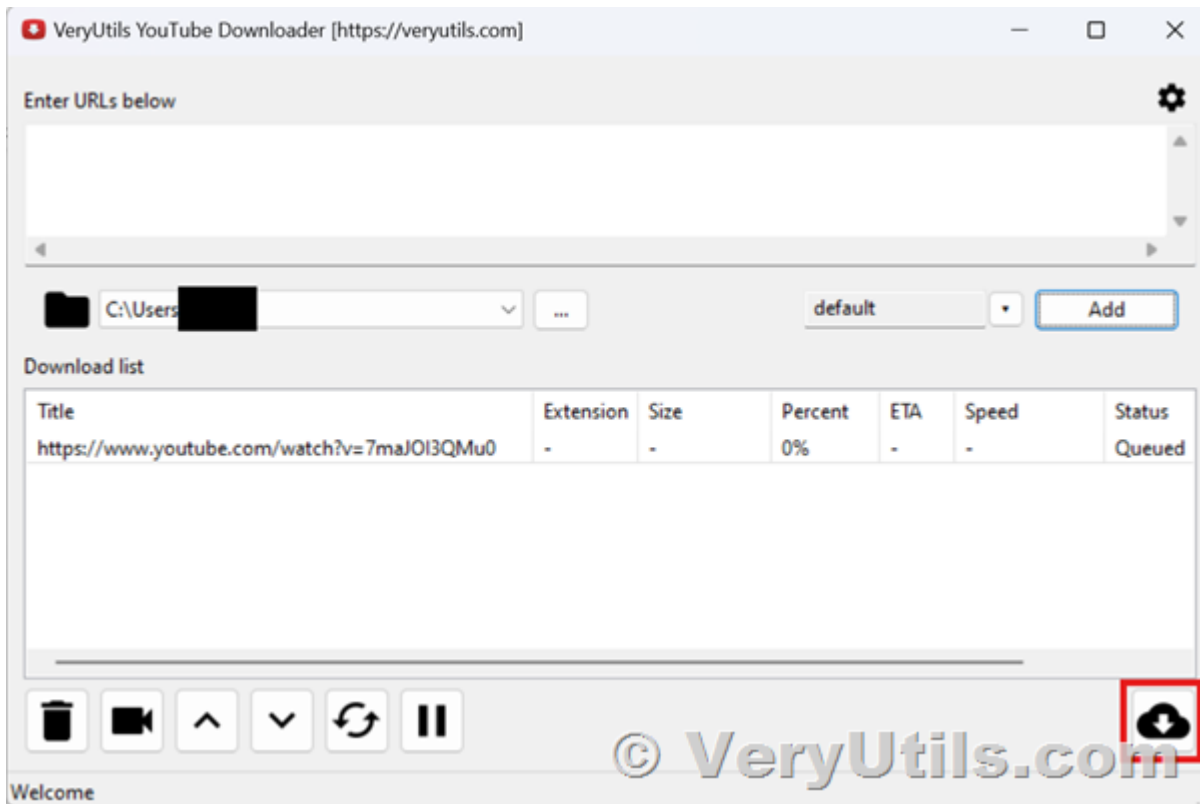 VeryUtils YouTube Downloader [https://veryutils.com]
Enter URLs below
C:\Users
...
default
Add
Download list
Title Extension Size Percent ETA Speed Status
https://www.youtube.com/watch?v=7maJOI3QMu0 - - 0% - - Queued
© VeryUtils.com
Welcome